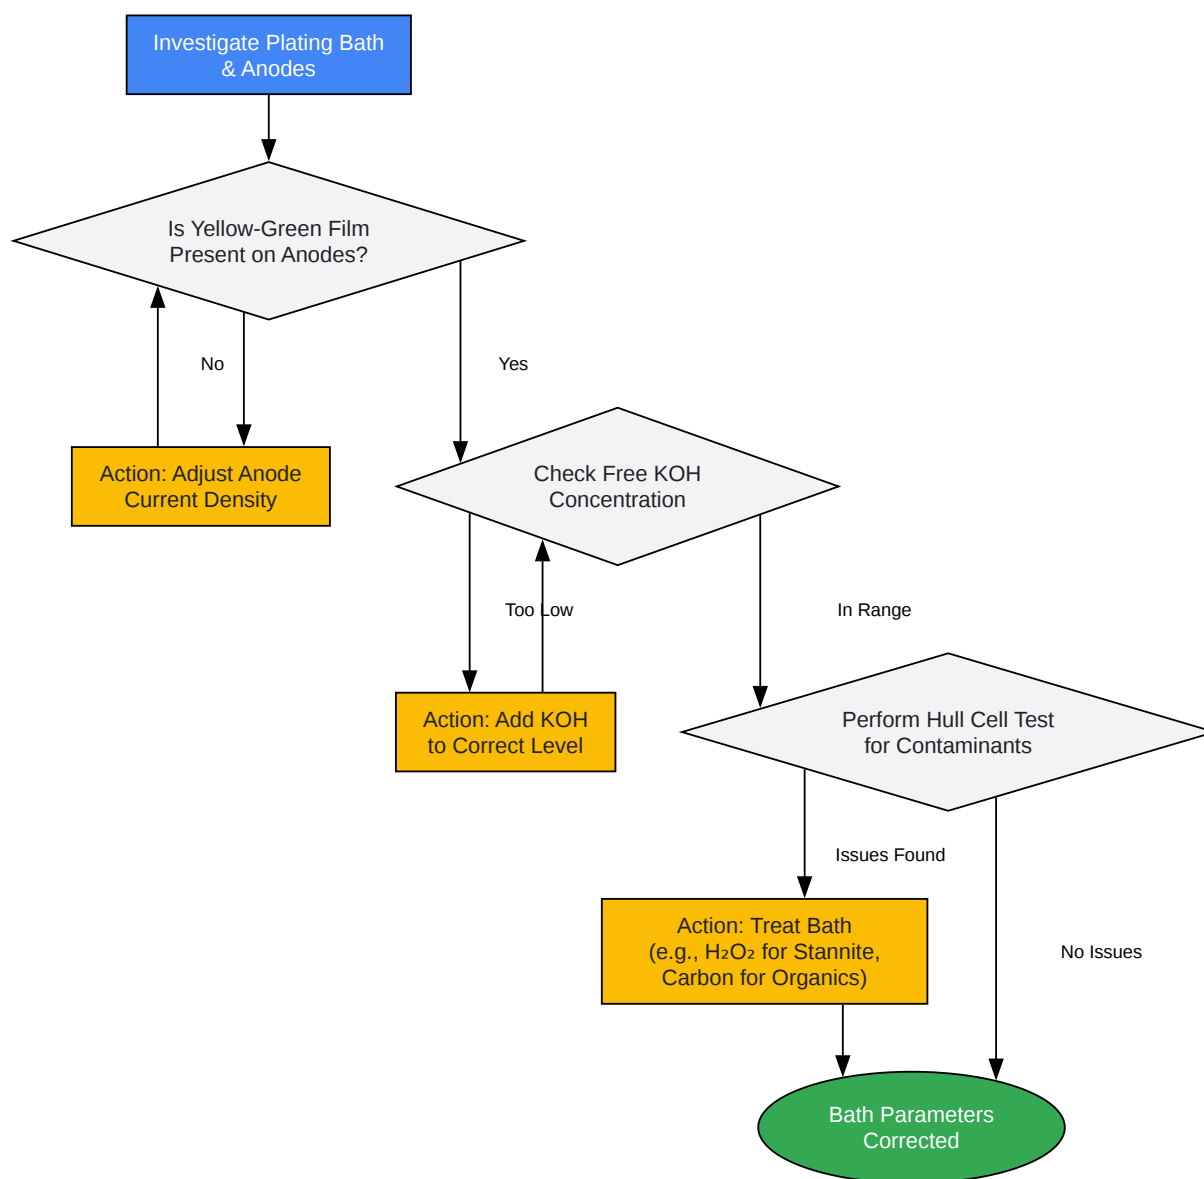 Investigate Plating Bath
& Anodes
Is Yellow-Green Film
Present on Anodes?
No
Yes
Action: Adjust Anode
Current Density
Check Free KOH
Concentration
Too Low
In Range
Action: Add KOH
to Correct Level
Perform Hull Cell Test
for Contaminants
Issues Found
Action: Treat Bath
(e.g., H₂O₂ for Stannite,
Carbon for Organics)
No Issues
Bath Parameters
Corrected